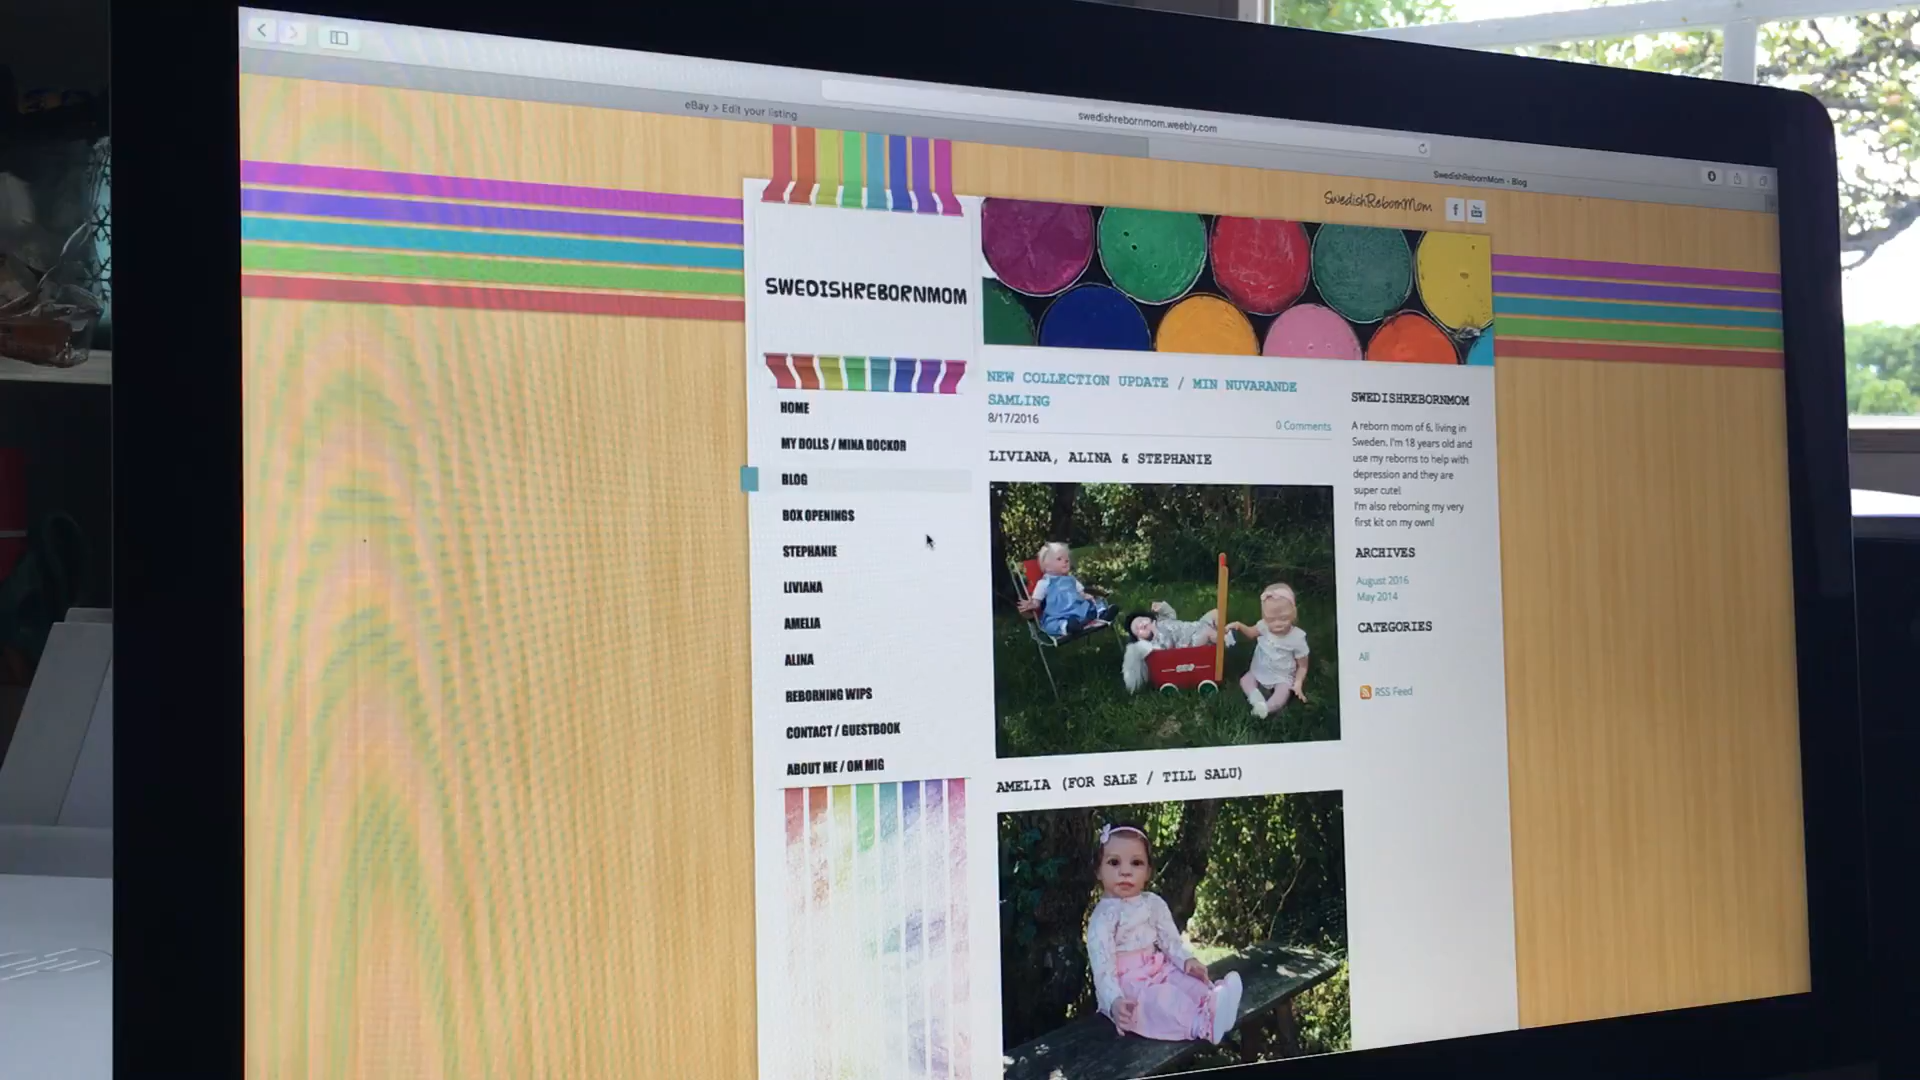 swedishrebornmom.weebly.com
eBay > Edit your listing
SwedishRebornMom - Blog
SwedishRebornMom
SWEDISHREBORNMOM
HOME
MY DOLLS / MINA DOCKOR
BLOG
BOX OPENINGS
STEPHANIE
LIVIANA
AMELIA
ALINA
REBORNING WIPS
CONTACT / GUESTBOOK
ABOUT ME / OM MIG
NEW COLLECTION UPDATE / MIN NUVARANDE
SAMLING
8/17/2016
0 Comments
LIVIANA, ALINA & STEPHANIE
AMELIA (FOR SALE / TILL SALU)
SWEDISHREBORNMOM
A reborn mom of 6, living in
Sweden. I'm 18 years old and
use my reborns to help with
depression and they are
super cute!
I'm also reborning my very
first kit on my own!
ARCHIVES
August 2016
May 2014
CATEGORIES
All
RSS Feed